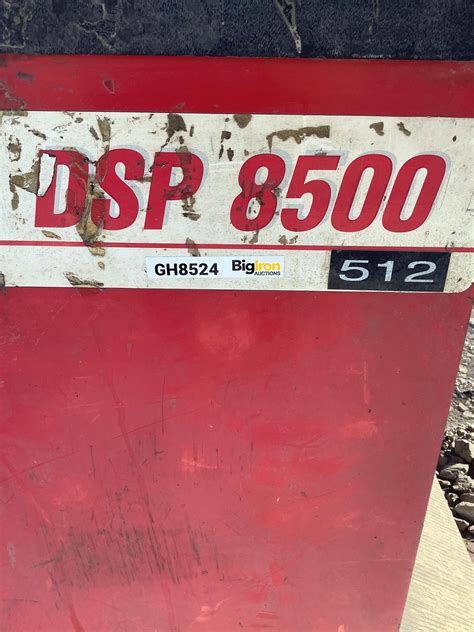 DSP 8500
GH8524 BigIron
AUCTIONS
512